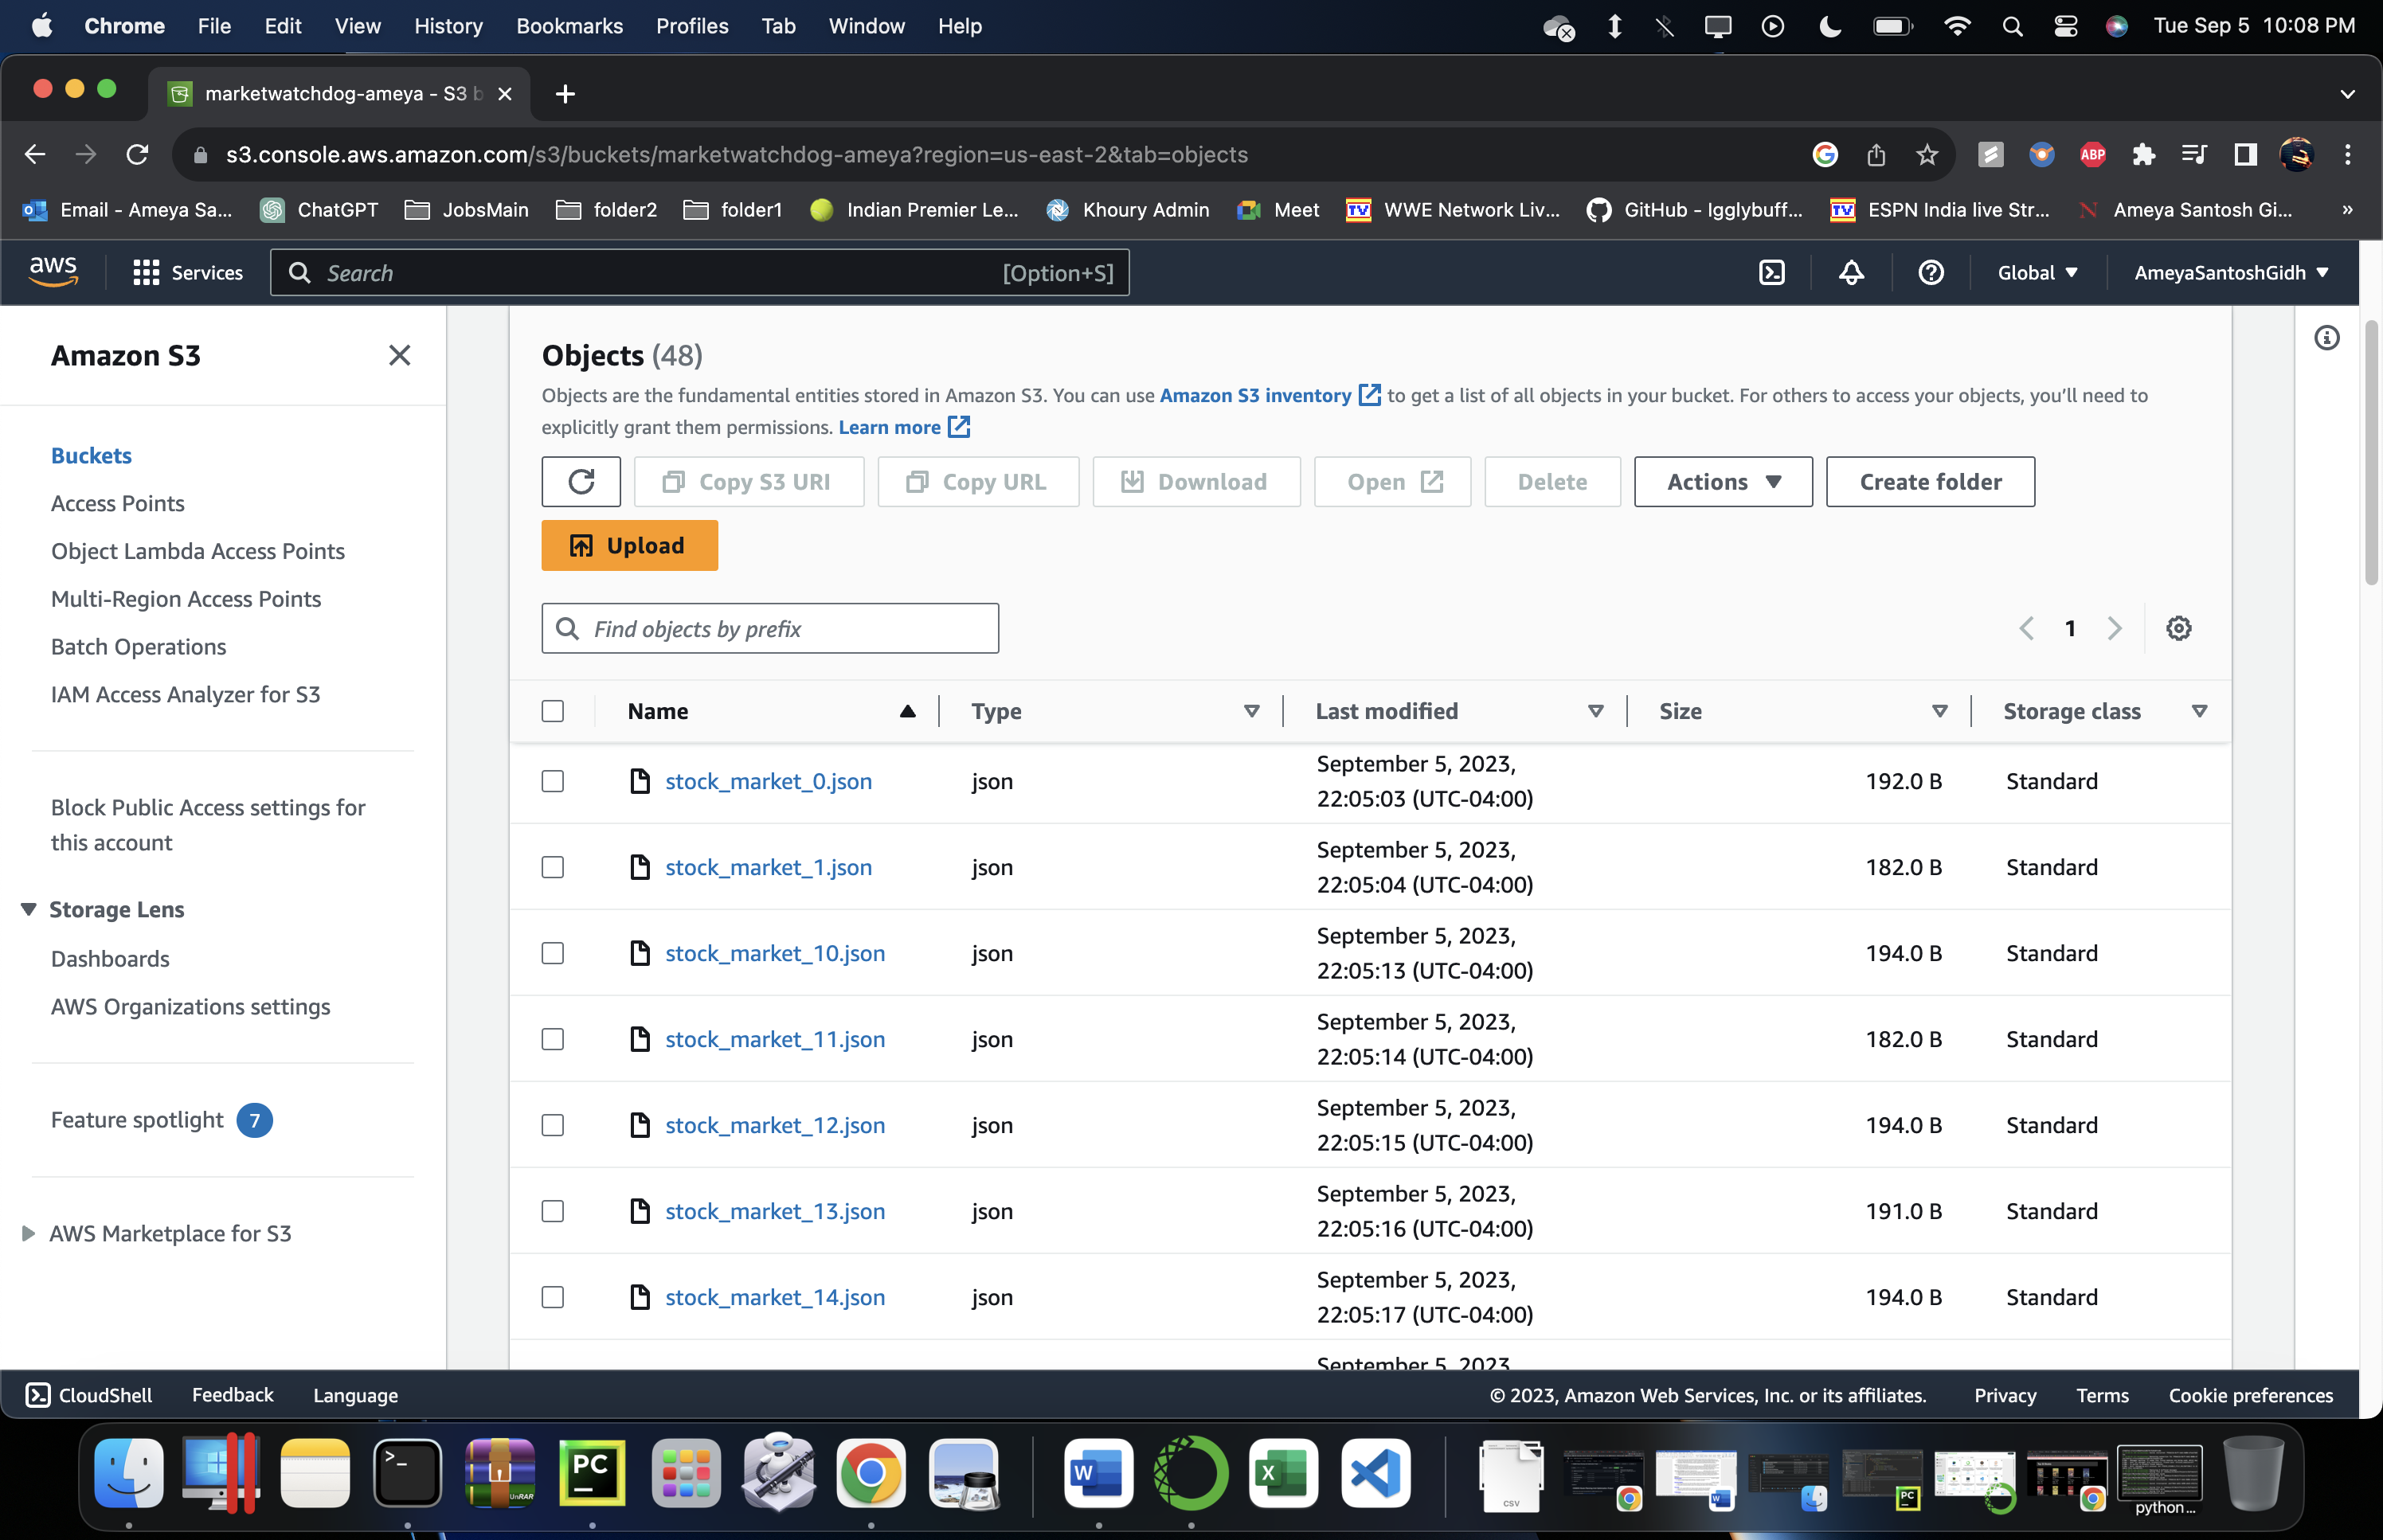 Chrome File Edit View History Bookmarks Profiles Tab Window Help Tue Sep 5 10:08 PM
marketwatchdog-ameya - S3 b
s3.console.aws.amazon.com/s3/buckets/marketwatchdog-ameya?region=us-east-2&tab=objects ABP
Email - Ameya Sa... ChatGPT JobsMain folder2 folder1 Indian Premier Le... Khoury Admin Meet WWE Network Liv... GitHub - Igglybuff... ESPN India live Str... Ameya Santosh Gi... »
aws Services Search [Option+S] Global AmeyaSantoshGidh
Amazon S3
Buckets
Access Points
Object Lambda Access Points
Multi-Region Access Points
Batch Operations
IAM Access Analyzer for S3
Block Public Access settings for
this account
Storage Lens
Dashboards
AWS Organizations settings
Feature spotlight 7
AWS Marketplace for S3
Objects (48)
Objects are the fundamental entities stored in Amazon S3. You can use Amazon S3 inventory to get a list of all objects in your bucket. For others to access your objects, you’ll need to
explicitly grant them permissions. Learn more
Copy S3 URI Copy URL Download Open Delete Actions Create folder
Upload
Find objects by prefix 1
Name Type Last modified Size Storage class
stock_market_0.json json September 5, 2023, 192.0 B Standard
22:05:03 (UTC-04:00)
stock_market_1.json json September 5, 2023, 182.0 B Standard
22:05:04 (UTC-04:00)
stock_market_10.json json September 5, 2023, 194.0 B Standard
22:05:13 (UTC-04:00)
stock_market_11.json json September 5, 2023, 182.0 B Standard
22:05:14 (UTC-04:00)
stock_market_12.json json September 5, 2023, 194.0 B Standard
22:05:15 (UTC-04:00)
stock_market_13.json json September 5, 2023, 191.0 B Standard
22:05:16 (UTC-04:00)
stock_market_14.json json September 5, 2023, 194.0 B Standard
22:05:17 (UTC-04:00)
September 5, 2023,
CloudShell Feedback Language © 2023, Amazon Web Services, Inc. or its affiliates. Privacy Terms Cookie preferences
UnRAR PC W X CSV W PC python...